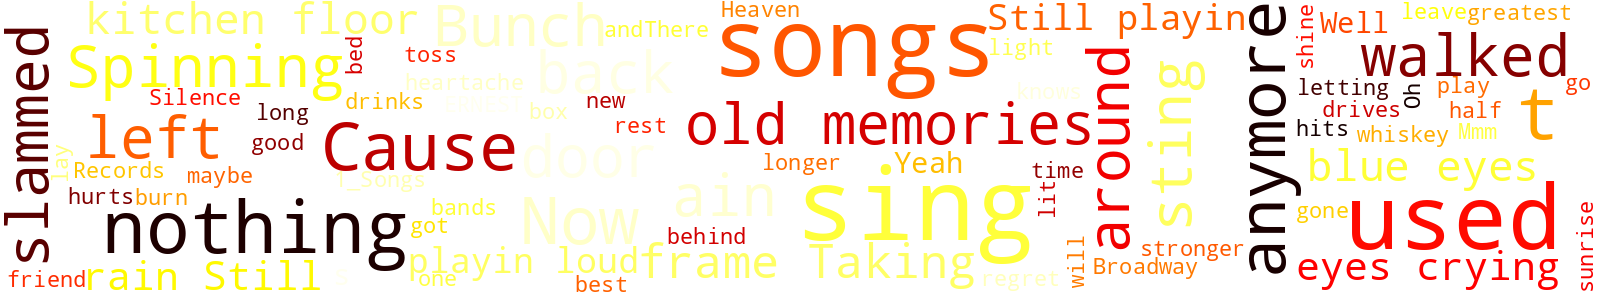 slammed
kitchen floor
Bunch
andThere
Heaven
songs
Still playin
light
anymore
shine
Well
leave
greatest
Spinning
bed
toss
back
heartache
walked
Silence
long
drinks
box
new
knows
around
sting
letting
Oh
play
go
drives
half
t
left
good
Cause
rest
old memories
hits
whiskey
Mmm
lay
Records
maybe
door
longer
Yeah
time
blue eyes
hurts
burn
T_Songs
ain
sing
lit
nothing
bands
got
Now
behind
gone
used
friend
rain Still
playin loud
one
best
frame Taking
regret
will
stronger
Broadway
eyes crying
sunrise